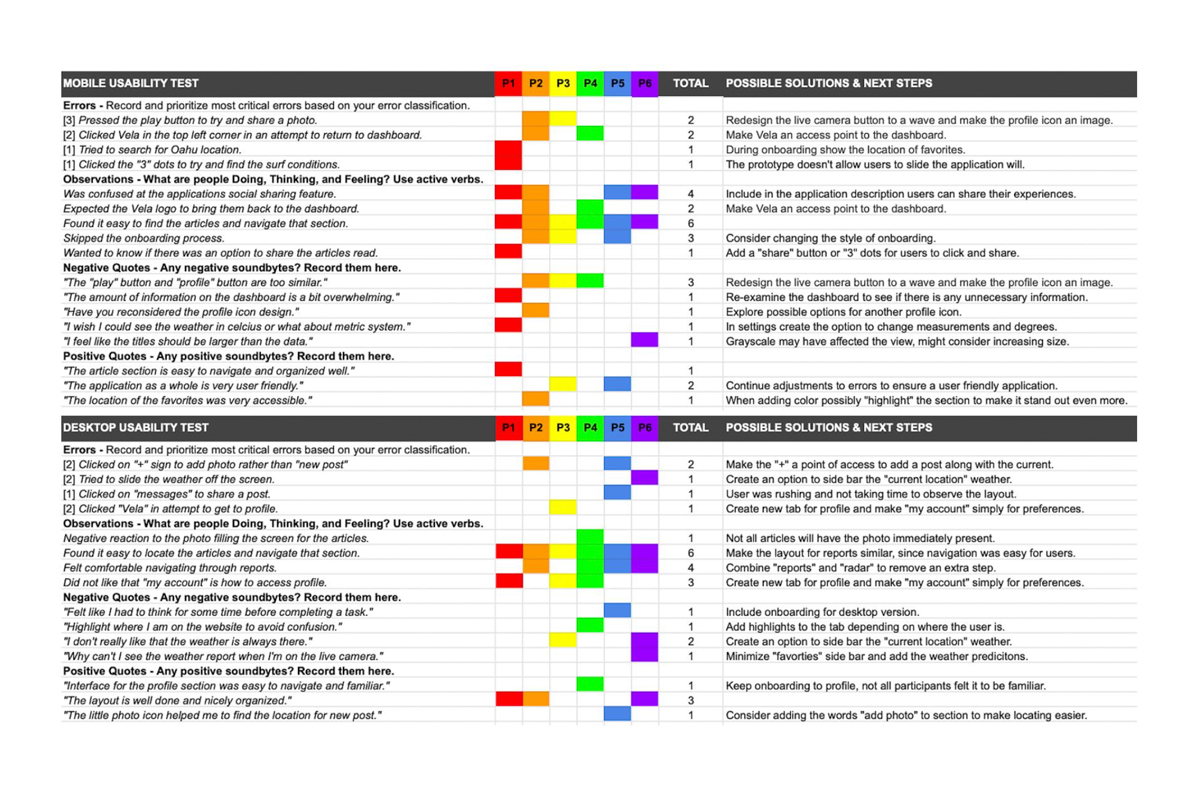 MOBILE USABILITY TEST P1 P2 P3 P4 P5 P6 TOTAL POSSIBLE SOLUTIONS & NEXT STEPS
Errors - Record and prioritize most critical errors based on your error classification.
[3] Pressed the play button to try and share a photo. 2 Redesign the live camera button to a wave and make the profile icon an image.
[2] Clicked Vela in the top left corner in an attempt to return to dashboard. 2 Make Vela an access point to the dashboard.
[1] Tried to search for Oahu location. 1 During onboarding show the location of favorites.
[1] Clicked the "3" dots to try and find the surf conditions. 1 The prototype doesn't allow users to slide the application will.
Observations - What are people Doing, Thinking, and Feeling? Use active verbs.
Was confused at the applications social sharing feature. 4 Include in the application description users can share their experiences.
Expected the Vela logo to bring them back to the dashboard. 2 Make Vela an access point to the dashboard.
Found it easy to find the articles and navigate that section. 6
Skipped the onboarding process. 3 Consider changing the style of onboarding.
Wanted to know if there was an option to share the articles read. 1 Add a "share" button or "3" dots for users to click and share.
Negative Quotes - Any negative soundbytes? Record them here.
"The "play" button and "profile" button are too similar." 3 Redesign the live camera button to a wave and make the profile icon an image.
"The amount of information on the dashboard is a bit overwhelming." 1 Re-examine the dashboard to see if there is any unnecessary information.
"Have you reconsidered the profile icon design." 1 Explore possible options for another profile icon.
"I wish I could see the weather in celcius or what about metric system." 1 In settings create the option to change measurements and degrees.
"I feel like the titles should be larger than the data." 1 Grayscale may have affected the view, might consider increasing size.
Positive Quotes - Any positive soundbytes? Record them here.
"The article section is easy to navigate and organized well." 1
"The application as a whole is very user friendly." 2 Continue adjustments to errors to ensure a user friendly application.
"The location of the favorites was very accessible." 1 When adding color possibly "highlight" the section to make it stand out even more.
DESKTOP USABILITY TEST P1 P2 P3 P4 P5 P6 TOTAL POSSIBLE SOLUTIONS & NEXT STEPS
Errors - Record and prioritize most critical errors based on your error classification.
[2] Clicked on "+" sign to add photo rather than "new post" 2 Make the "+" a point of access to add a post along with the current.
[2] Tried to slide the weather off the screen. 1 Create an option to side bar the "current location" weather.
[1] Clicked on "messages" to share a post. 1 User was rushing and not taking time to observe the layout.
[2] Clicked "Vela" in attempt to get to profile. 1 Create new tab for profile and make "my account" simply for preferences.
Observations - What are people Doing, Thinking, and Feeling? Use active verbs.
Negative reaction to the photo filling the screen for the articles. 1 Not all articles will have the photo immediately present.
Found it easy to locate the articles and navigate that section. 6 Make the layout for reports similar, since navigation was easy for users.
Felt comfortable navigating through reports. 4 Combine "reports" and "radar" to remove an extra step.
Did not like that "my account" is how to access profile. 3 Create new tab for profile and make "my account" simply for preferences.
Negative Quotes - Any negative soundbytes? Record them here.
"Felt like I had to think for some time before completing a task." 1 Include onboarding for desktop version.
"Highlight where I am on the website to avoid confusion." 1 Add highlights to the tab depending on where the user is.
"I don't really like that the weather is always there." 2 Create an option to side bar the "current location" weather.
"Why can't I see the weather report when I'm on the live camera." 1 Minimize "favorties" side bar and add the weather predicitons.
Positive Quotes - Any positive soundbytes? Record them here.
"Interface for the profile section was easy to navigate and familiar." 1 Keep onboarding to profile, not all participants felt it to be familiar.
"The layout is well done and nicely organized." 3
"The little photo icon helped me to find the location for new post." 1 Consider adding the words "add photo" to section to make locating easier.